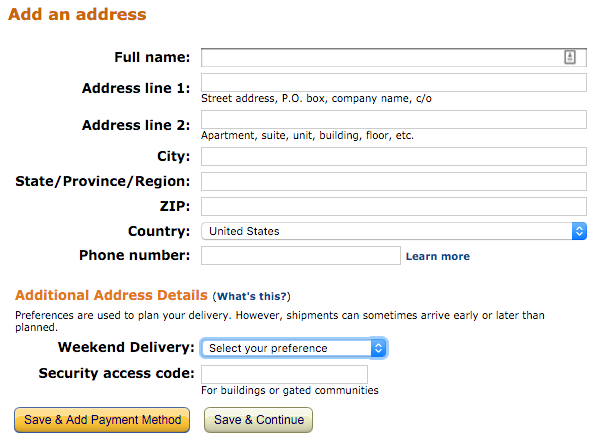 Add an address
Full name:
Address line 1:
Street address, P.O. box, company name, c/o
Address line 2:
Apartment, suite, unit, building, floor, etc.
City:
State/Province/Region:
ZIP:
Country: United States
Phone number: Learn more
Additional Address Details (What's this?)
Preferences are used to plan your delivery. However, shipments can sometimes arrive early or later than
planned.
Weekend Delivery: Select your preference
Security access code:
For buildings or gated communities
Save & Add Payment Method Save & Continue